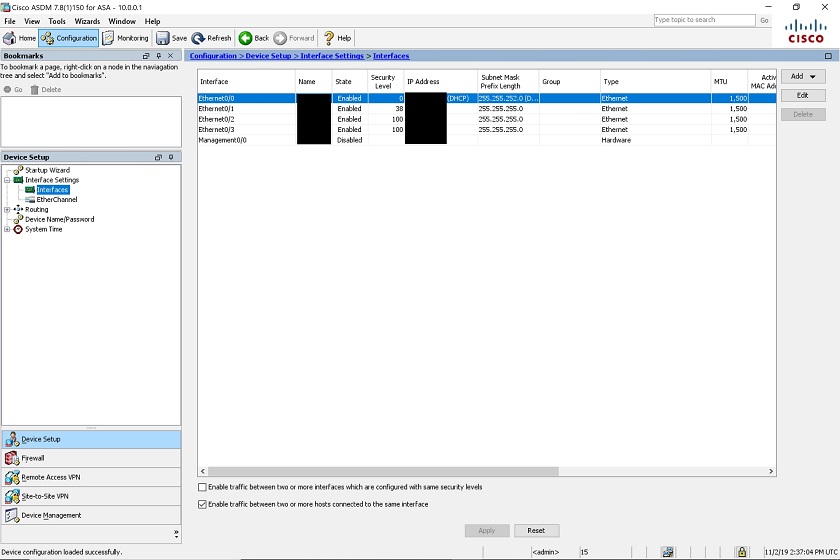 Cisco ASDM 7.8(1)150 for ASA - 10.0.0.1
File View Tools Wizards Window Help
Type topic to search Go
Home Configuration Monitoring Save Refresh Back Forward Help
CISCO
Bookmarks
To bookmark a page, right-click on a node in the naviagation
tree and select "Add to bookmarks".
Go Delete
Device Setup
Startup Wizard
Interface Settings
Interfaces
EtherChannel
Routing
Device Name/Password
System Time
Device Setup
Firewall
Remote Access VPN
Site-to-Site VPN
Device Management
Configuration > Device Setup > Interface Settings > Interfaces
Interface Name State Security Level IP Address Subnet Mask Prefix Length Group Type MTU Activ MAC Add
Ethernet0/0 Enabled 0 (DHCP) 255.255.252.0 (D... Ethernet 1,500
Ethernet0/1 Enabled 38 255.255.255.0 Ethernet 1,500
Ethernet0/2 Enabled 100 255.255.255.0 Ethernet 1,500
Ethernet0/3 Enabled 100 255.255.255.0 Ethernet 1,500
Management0/0 Disabled Hardware
Add
Edit
Delete
Enable traffic between two or more interfaces which are configured with same security levels
Enable traffic between two or more hosts connected to the same interface
Apply Reset
Device configuration loaded successfully. <admin> 15 11/2/19 2:37:04 PM UTC